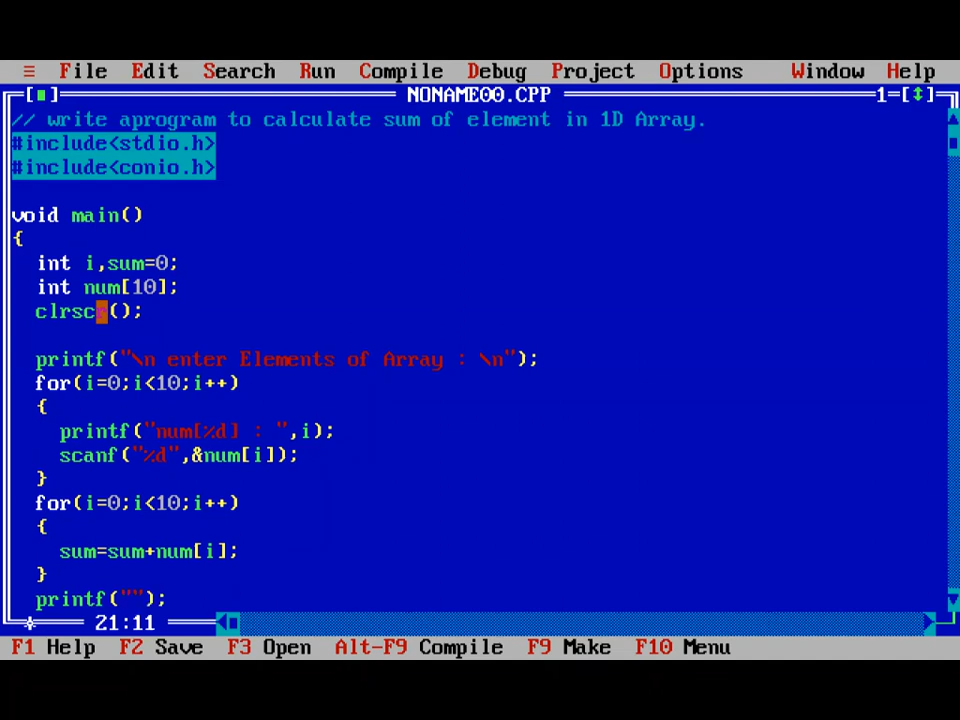 ≡ File Edit Search Run Compile Debug Project Options Window Help
[■] NONAME00.CPP 1=[↕]
// write aprogram to calculate sum of element in 1D Array.
#include<stdio.h>
#include<conio.h>
void main()
{
int i,sum=0;
int num[10];
clrscr();
printf("\n enter Elements of Array : \n");
for(i=0;i<10;i++)
{
printf("num[%d] : ",i);
scanf("%d",&num[i]);
}
for(i=0;i<10;i++)
{
sum=sum+num[i];
}
printf("");
21:11
F1 Help F2 Save F3 Open Alt-F9 Compile F9 Make F10 Menu